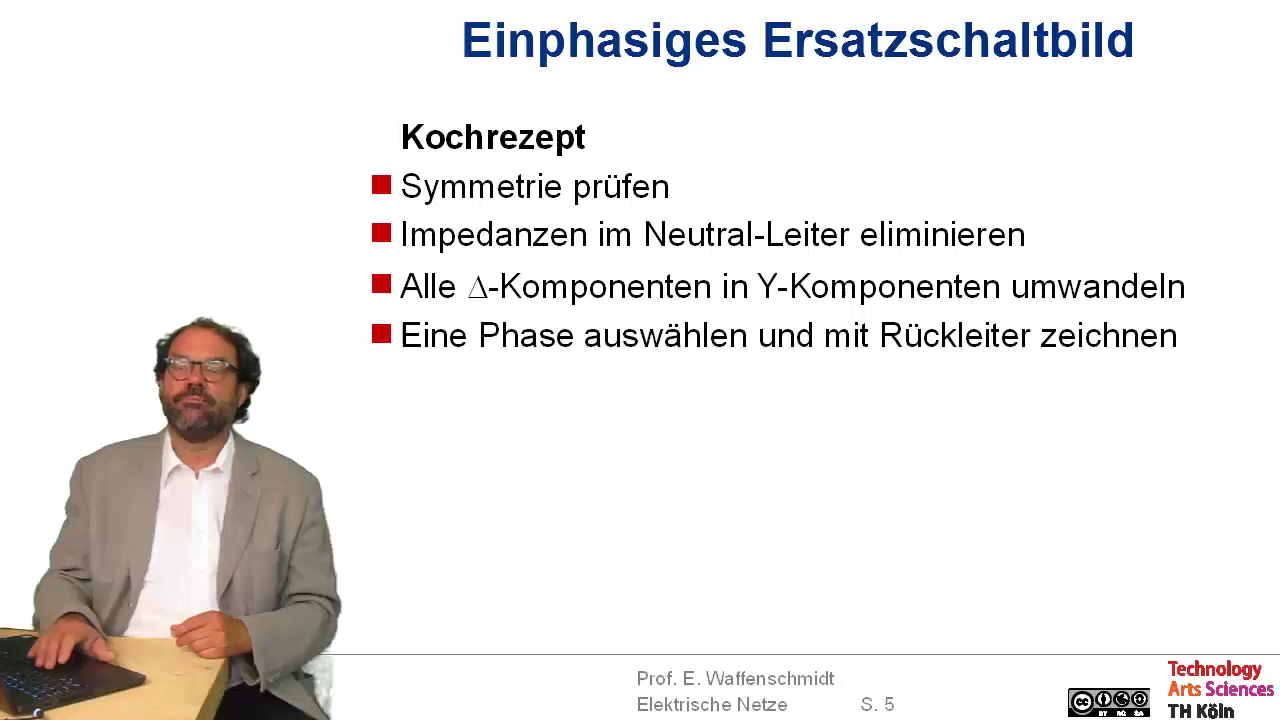 Einphasiges Ersatzschaltbild
Kochrezept
Symmetrie prüfen
Impedanzen im Neutral-Leiter eliminieren
Alle Δ-Komponenten in Y-Komponenten umwandeln
Eine Phase auswählen und mit Rückleiter zeichnen
Prof. E. Waffenschmidt
Elektrische Netze S. 5
Technology
Arts Sciences
TH Köln